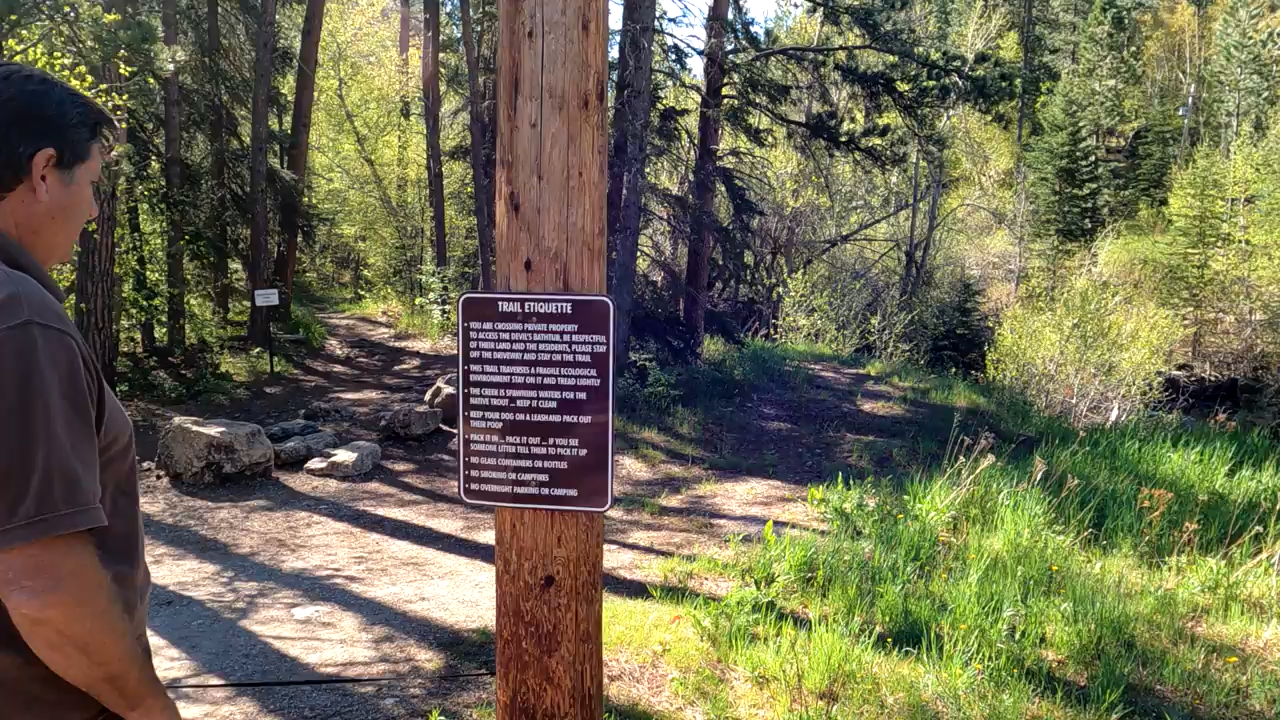 TRAIL ETIQUETTE
• YOU ARE CROSSING PRIVATE PROPERTY
TO ACCESS THE DEVIL'S BATHTUB, BE RESPECTFUL
OF THEIR LAND AND THE RESIDENTS, PLEASE STAY
OFF THE DRIVEWAY AND STAY ON THE TRAIL
• THIS TRAIL TRAVERSES A FRAGILE ECOLOGICAL
ENVIRONMENT STAY ON IT AND TREAD LIGHTLY
• THE CREEK IS SPAWNING WATERS FOR THE
NATIVE TROUT ... KEEP IT CLEAN
• KEEP YOUR DOG ON A LEASH AND PACK OUT
THEIR POOP
• PACK IT IN ... PACK IT OUT ... IF YOU SEE
SOMEONE LITTER TELL THEM TO PICK IT UP
• NO GLASS CONTAINERS OR BOTTLES
• NO SMOKING OR CAMPFIRES
• NO OVERNIGHT PARKING OR CAMPING